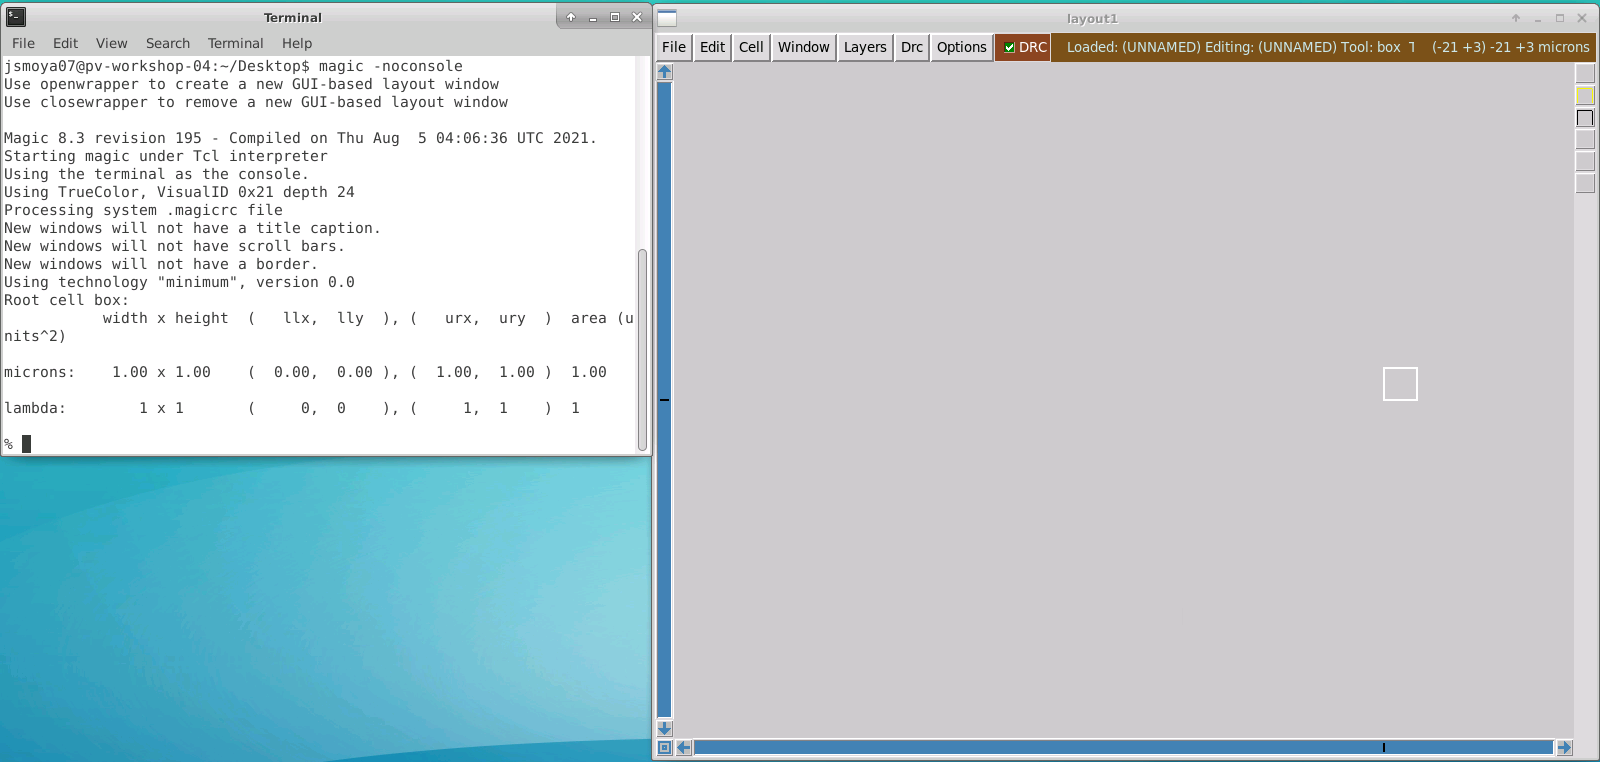 Terminal
File Edit View Search Terminal Help
jsmoya07@pv-workshop-04:~/Desktop$ magic -noconsole
Use openwrapper to create a new GUI-based layout window
Use closewrapper to remove a new GUI-based layout window
Magic 8.3 revision 195 - Compiled on Thu Aug  5 04:06:36 UTC 2021.
Starting magic under Tcl interpreter
Using the terminal as the console.
Using TrueColor, VisualID 0x21 depth 24
Processing system .magicrc file
New windows will not have a title caption.
New windows will not have scroll bars.
New windows will not have a border.
Using technology "minimum", version 0.0
Root cell box:
           width x height  (   llx,  lly  ), (   urx,  ury  )  area (u
nits^2)
microns:    1.00 x 1.00    (  0.00,  0.00 ), (  1.00,  1.00 )  1.00
lambda:        1 x 1       (     0,  0    ), (     1,  1    )  1
%
layout1
File Edit Cell Window Layers Drc Options DRC Loaded: (UNNAMED) Editing: (UNNAMED) Tool: box (-21 +3) -21 +3 microns